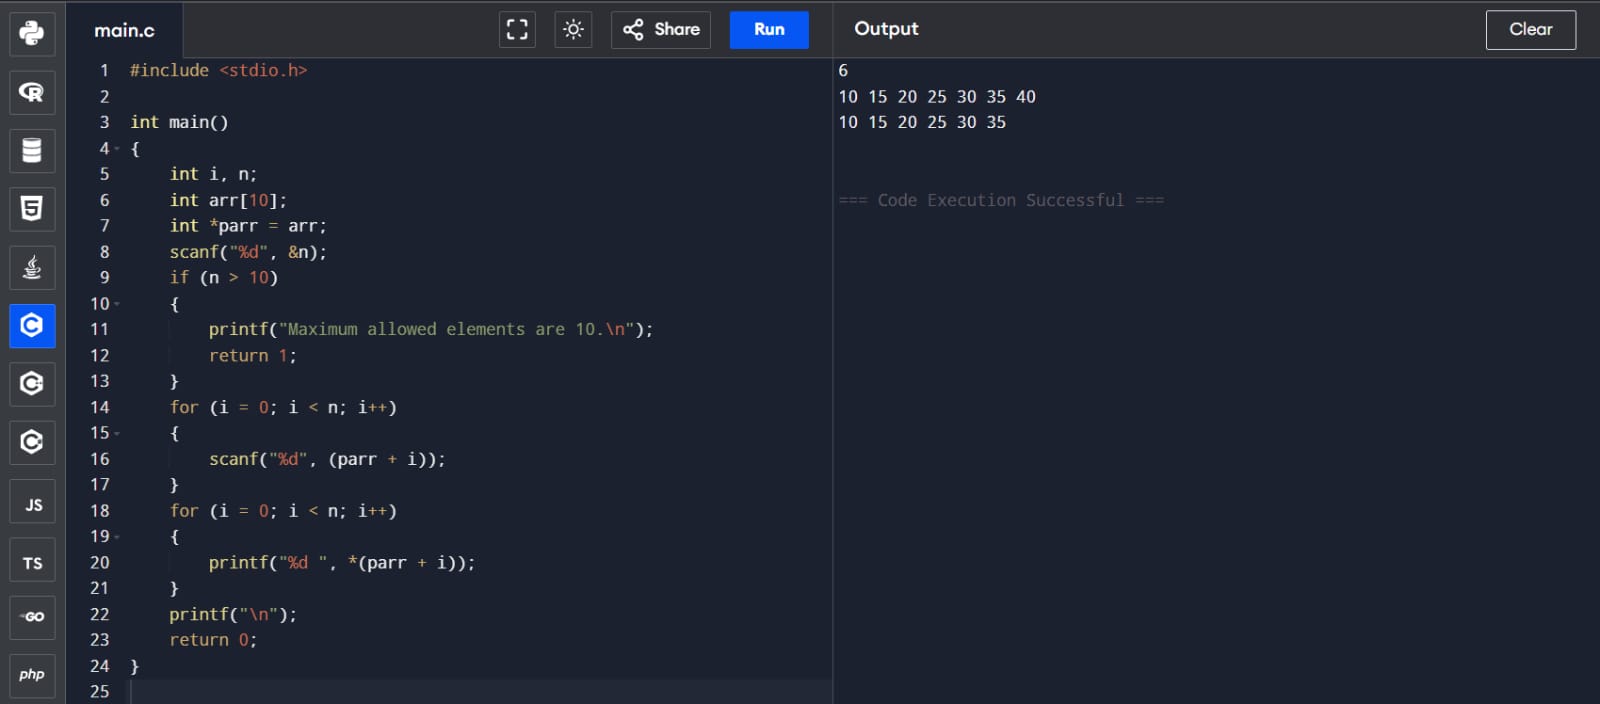 main.c
Share
Run
Output
Clear
1 #include <stdio.h>
2
3 int main()
4 {
5     int i, n;
6     int arr[10];
7     int *parr = arr;
8     scanf("%d", &n);
9     if (n > 10)
10     {
11         printf("Maximum allowed elements are 10.\n");
12         return 1;
13     }
14     for (i = 0; i < n; i++)
15     {
16         scanf("%d", (parr + i));
17     }
18     for (i = 0; i < n; i++)
19     {
20         printf("%d ", *(parr + i));
21     }
22     printf("\n");
23     return 0;
24 }
25
6
10 15 20 25 30 35 40
10 15 20 25 30 35
=== Code Execution Successful ===
R
5
C
C
C
JS
TS
GO
php